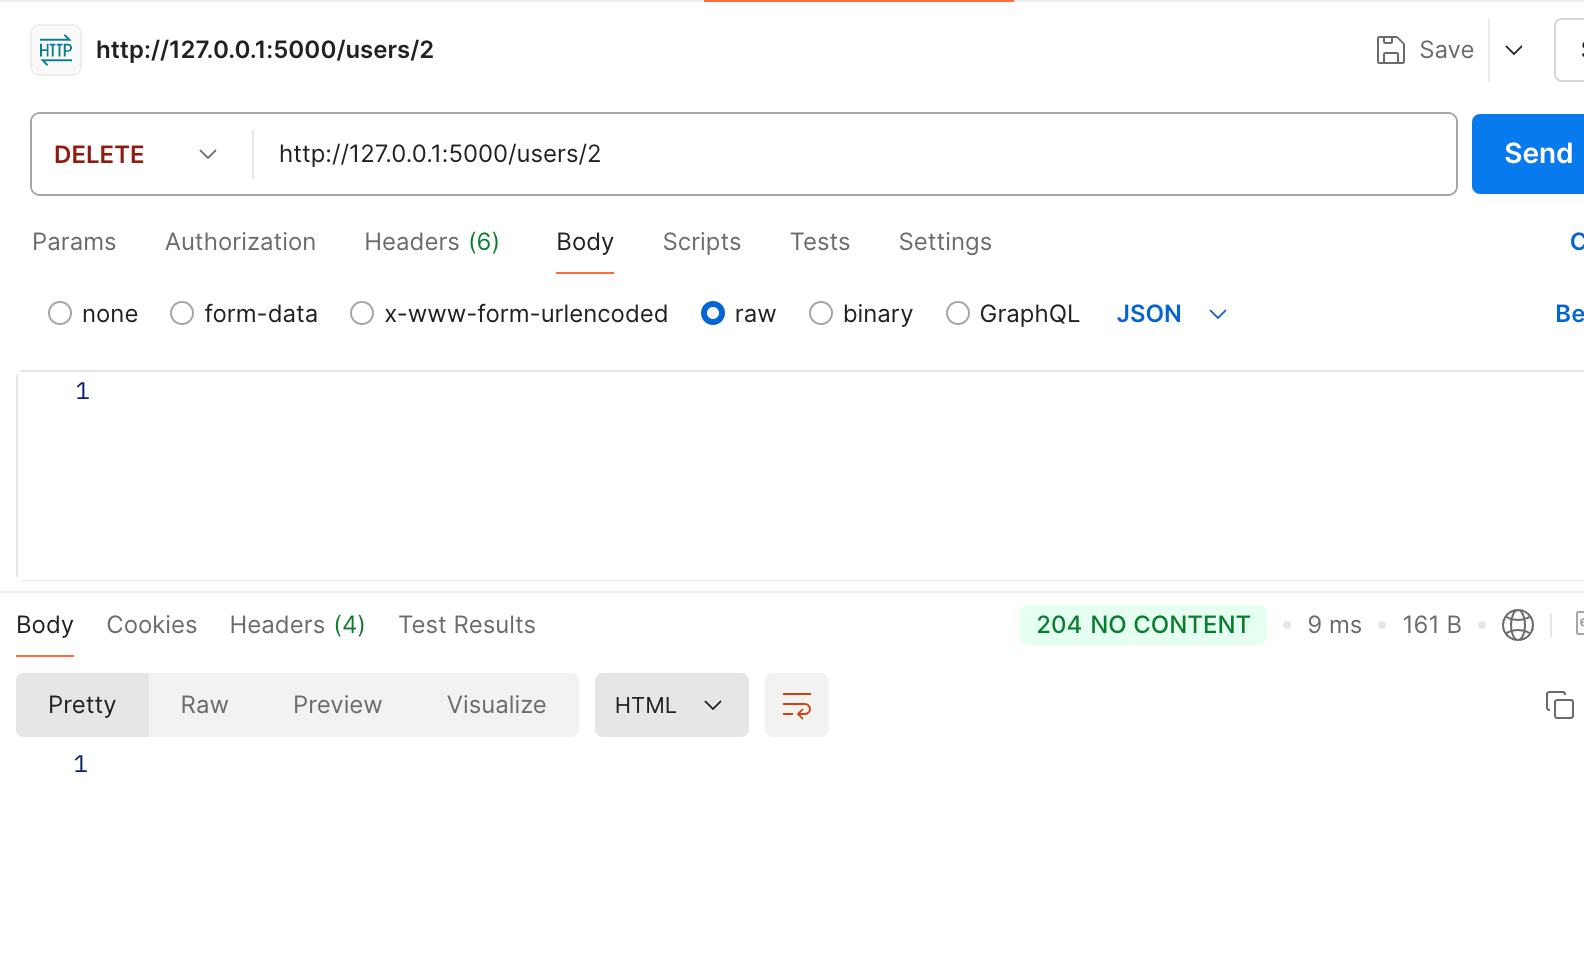 HTTP http://127.0.0.1:5000/users/2 Save
DELETE http://127.0.0.1:5000/users/2 Send
Params Authorization Headers (6) Body Scripts Tests Settings
none form-data x-www-form-urlencoded raw binary GraphQL JSON Be
1
Body Cookies Headers (4) Test Results 204 NO CONTENT • 9 ms • 161 B •
Pretty Raw Preview Visualize HTML
1